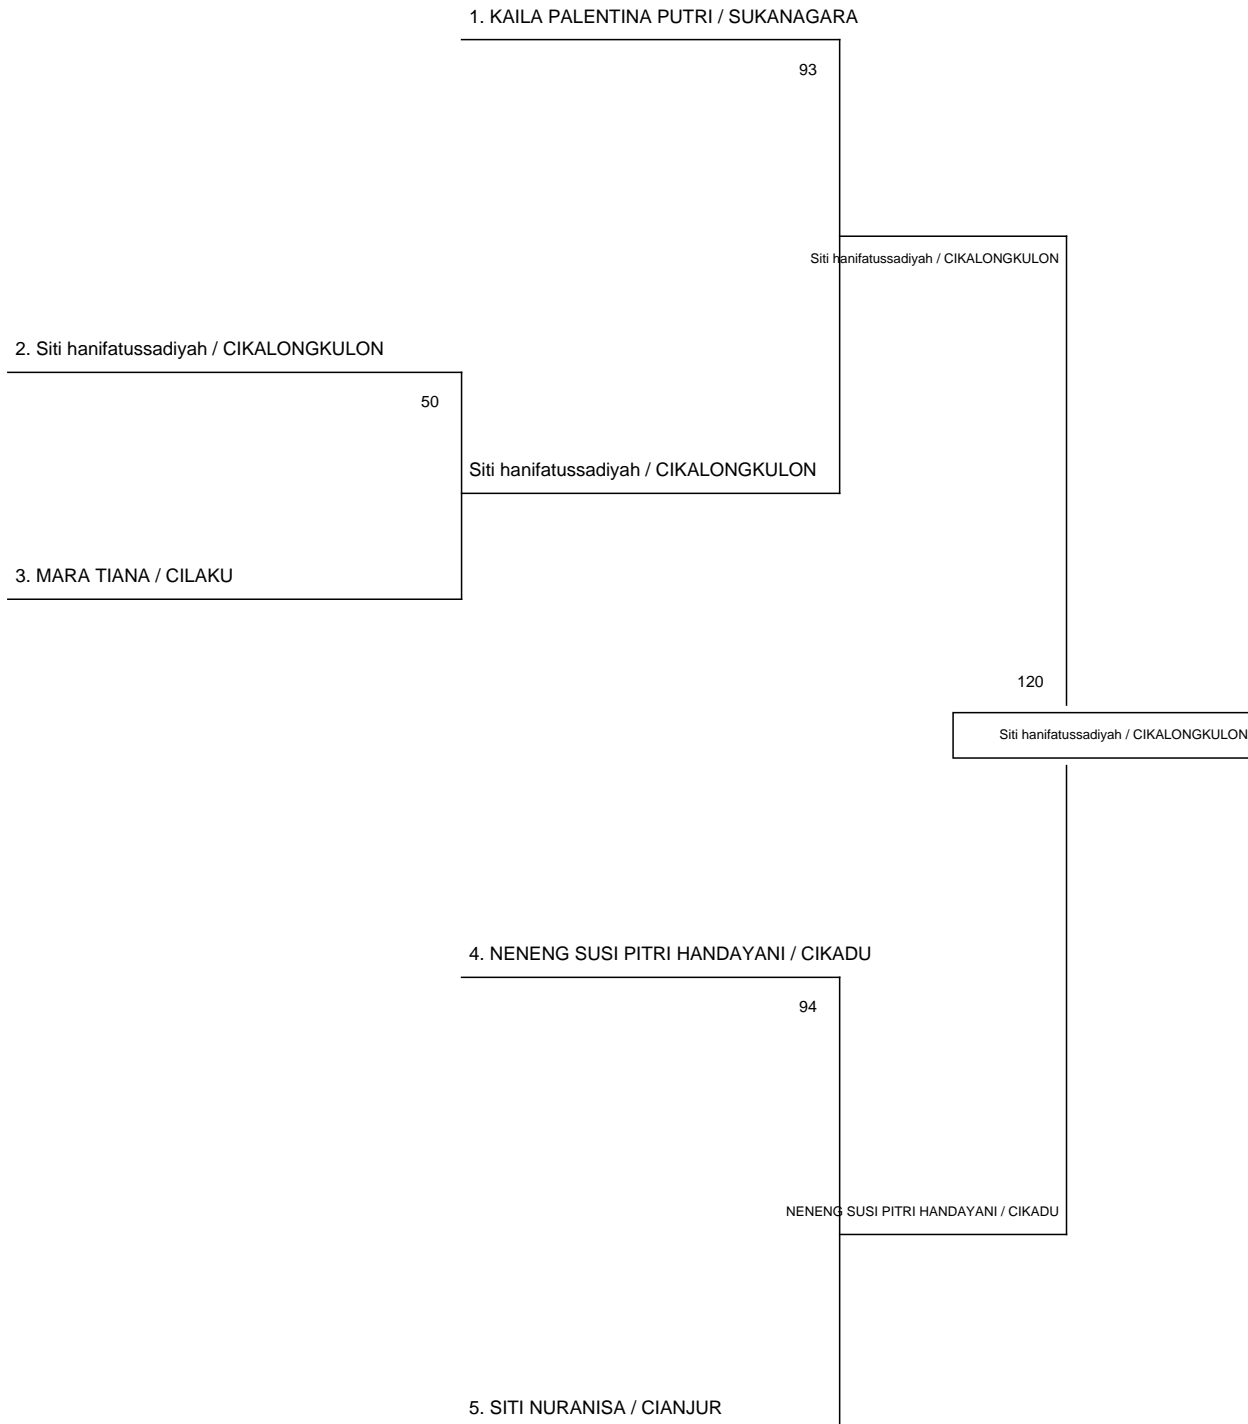 1. KAILA PALENTINA PUTRI / SUKANAGARA
93
Siti hanifatussadiyah / CIKALONGKULON
2. Siti hanifatussadiyah / CIKALONGKULON
50
Siti hanifatussadiyah / CIKALONGKULON
3. MARA TIANA / CILAKU
120
Siti hanifatussadiyah / CIKALONGKULON
4. NENENG SUSI PITRI HANDAYANI / CIKADU
94
NENENG SUSI PITRI HANDAYANI / CIKADU
5. SITI NURANISA / CIANJUR